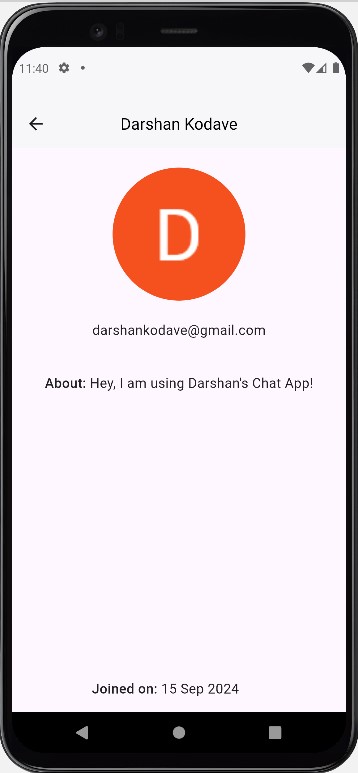 11:40
Darshan Kodave
D
darshankodave@gmail.com
About: Hey, I am using Darshan's Chat App!
Joined on: 15 Sep 2024